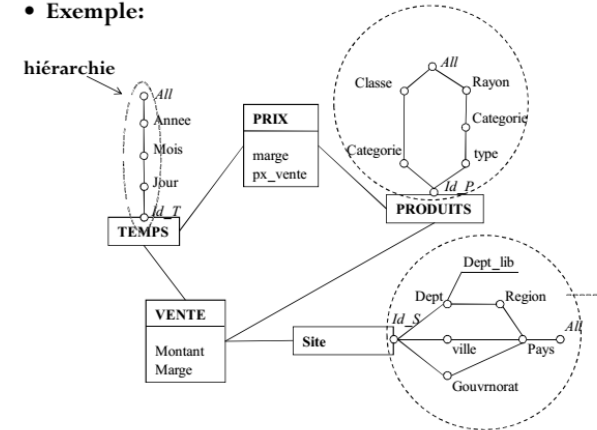 • Exemple:
hiérarchie
All
Annee
Mois
Jour
Id_T
TEMPS
PRIX
marge
px_vente
All
Classe
Rayon
Categorie
Categorie
type
Id_P
PRODUITS
VENTE
Montant
Marge
Site
Dept_lib
Dept
Region
Id_S
All
ville
Pays
Gouvrnorat